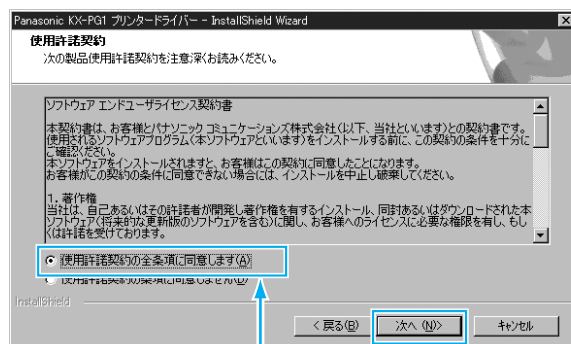 Panasonic KX-PG1 プリンタードライバー - InstallShield Wizard
使用許諾契約
次の製品使用許諾契約を注意深くお読みください。
ソフトウェア エンドユーザライセンス契約書
本契約書は、お客様とパナソニック コミュニケーションズ株式会社(以下、当社といいます)との契約書です。
使用されるソフトウェアプログラム(本ソフトウェアといいます)をインストールする前に、この契約の条件を十分に
ご確認ください。
本ソフトウェアをインストールされますと、お客様はこの契約に同意したことになります。
お客様がこの契約の条件に同意できない場合には、インストールを中止し破棄してください。
1. 著作権
当社は、自己あるいはその許諾者が開発し著作権を有するインストール、同封あるいはダウンロードされた本
ソフトウェア(将来的な更新版のソフトウェアを含む)に関し、お客様へのライセンスに必要な権限を有し、もし
くは許諾を受けております。
使用許諾契約の全条項に同意します(A)
使用許諾契約の条項に同意しません(D)
InstallShield
< 戻る(B)
次へ (N)>
キャンセル